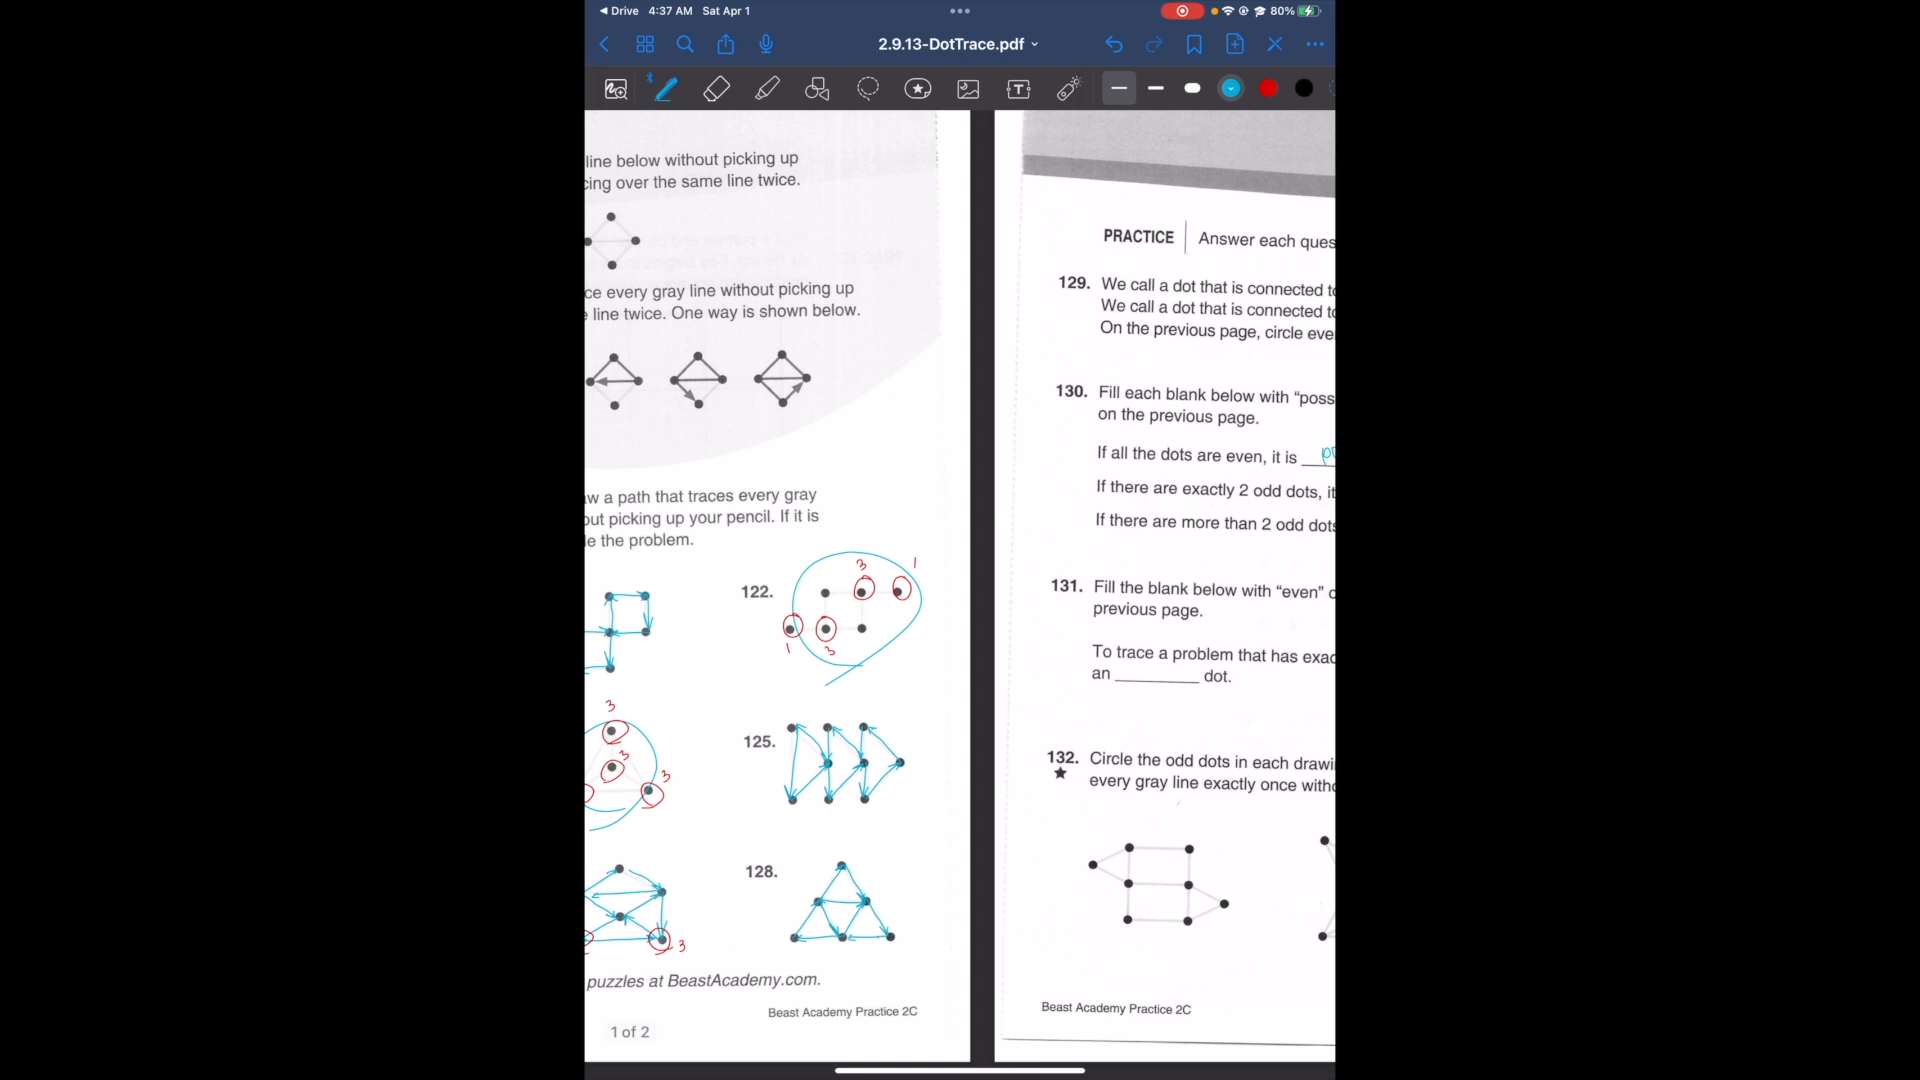 Drive 4:37 AM Sat Apr 1
80%
2.9.13-DotTrace.pdf
line below without picking up
cing over the same line twice.
ce every gray line without picking up
line twice. One way is shown below.
aw a path that traces every gray
out picking up your pencil. If it is
le the problem.
122.
3
1
1
3
3
3
3
125.
128.
3
puzzles at BeastAcademy.com.
Beast Academy Practice 2C
1 of 2
PRACTICE Answer each ques
129. We call a dot that is connected to
We call a dot that is connected to
On the previous page, circle eve
130. Fill each blank below with "poss
on the previous page.
If all the dots are even, it is po
If there are exactly 2 odd dots, it
If there are more than 2 odd dots
131. Fill the blank below with "even" o
previous page.
To trace a problem that has exac
an ________ dot.
132. Circle the odd dots in each drawi
★ every gray line exactly once witho
Beast Academy Practice 2C